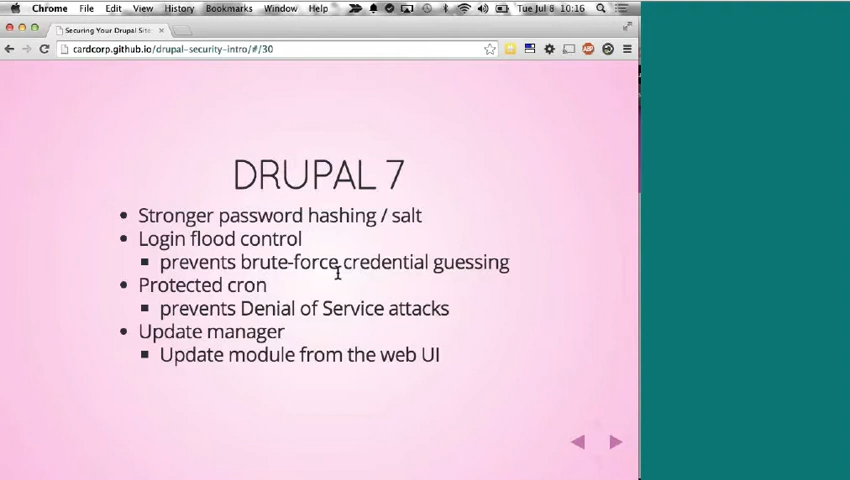 Chrome File Edit View History Bookmarks Window Help Tue Jul 8 10:16
Securing Your Drupal Site
cardcorp.github.io/drupal-security-intro/#/30
ABP
DRUPAL 7
• Stronger password hashing / salt
• Login flood control
▪ prevents brute-force credential guessing
• Protected cron
▪ prevents Denial of Service attacks
• Update manager
▪ Update module from the web UI